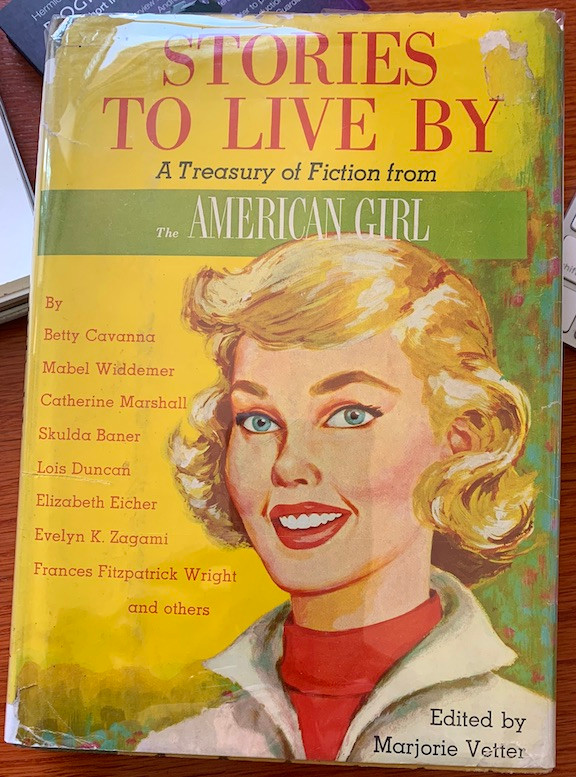 STORIES
TO LIVE BY
A Treasury of Fiction from
The AMERICAN GIRL
By
Betty Cavanna
Mabel Widdemer
Catherine Marshall
Skulda Baner
Lois Duncan
Elizabeth Eicher
Evelyn K. Zagami
Frances Fitzpatrick Wright
and others
Edited by
Marjorie Vetter